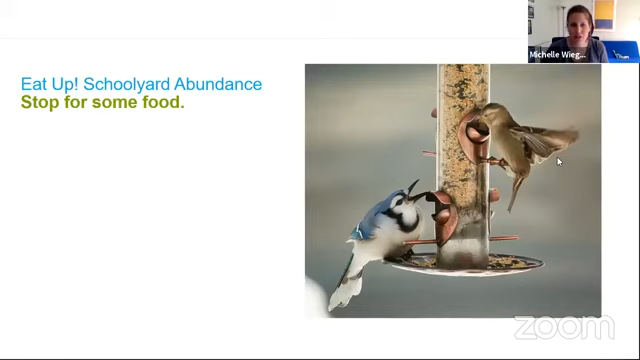 Michelle Wieg...
Eat Up! Schoolyard Abundance
Stop for some food.
zoom